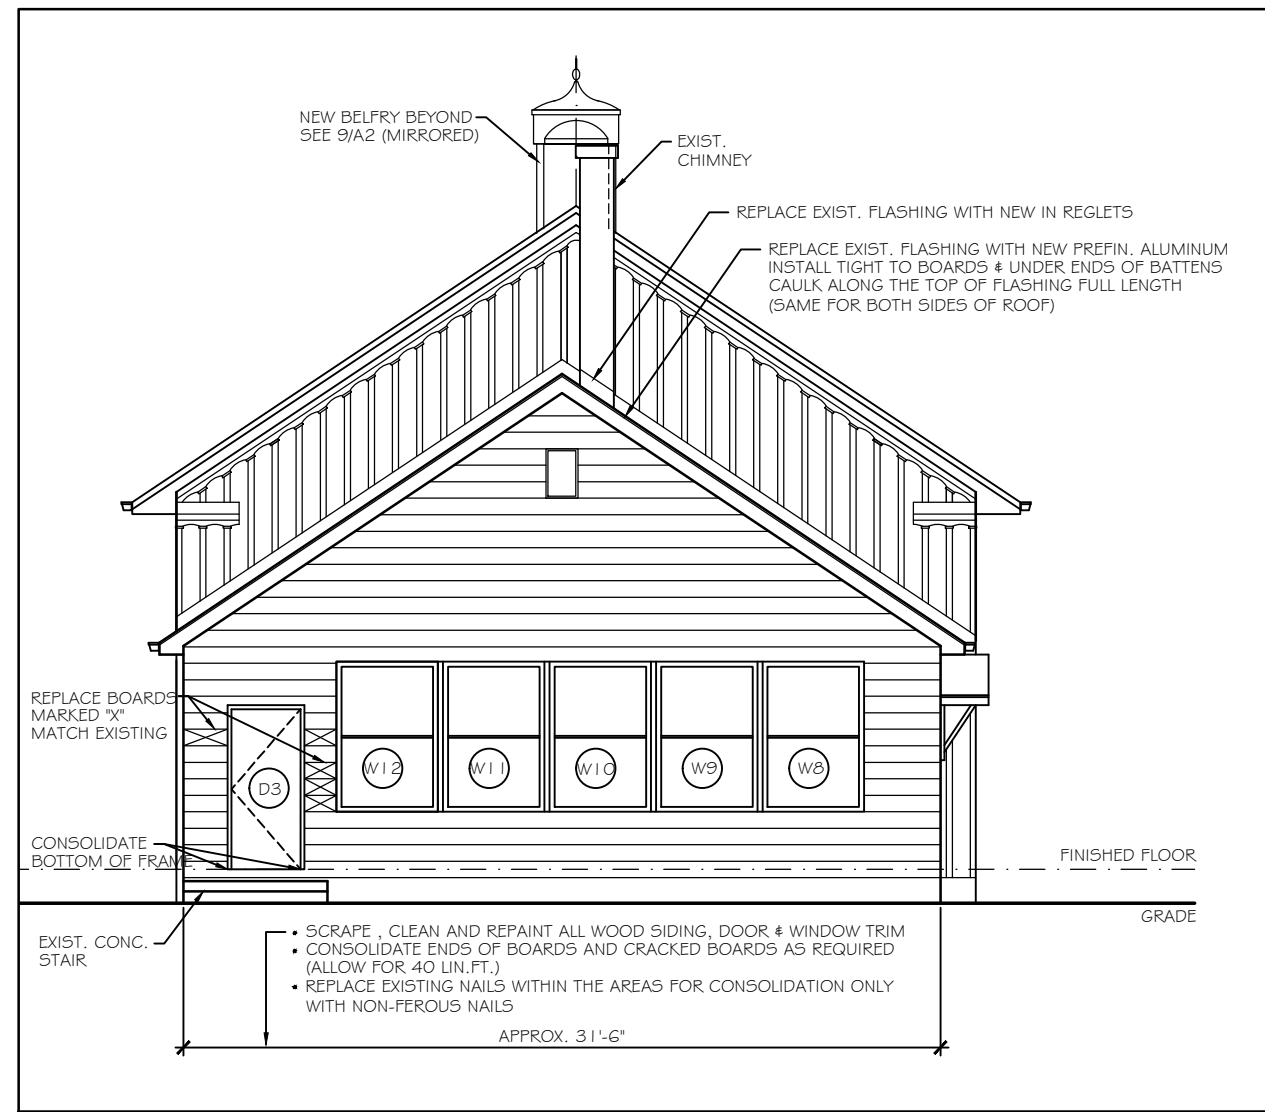 NEW BELFRY BEYOND
SEE 9/A2 (MIRRORED)
EXIST.
CHIMNEY
REPLACE EXIST. FLASHING WITH NEW IN REGLETS
REPLACE EXIST. FLASHING WITH NEW PREFIN. ALUMINUM
INSTALL TIGHT TO BOARDS & UNDER ENDS OF BATTENS
CAULK ALONG THE TOP OF FLASHING FULL LENGTH
(SAME FOR BOTH SIDES OF ROOF)
REPLACE BOARDS
MARKED "X"
MATCH EXISTING
W12
W11
W10
W9
W8
D3
CONSOLIDATE
BOTTOM OF FRAME
FINISHED FLOOR
GRADE
EXIST. CONC.
STAIR
• SCRAPE , CLEAN AND REPAINT ALL WOOD SIDING, DOOR & WINDOW TRIM
• CONSOLIDATE ENDS OF BOARDS AND CRACKED BOARDS AS REQUIRED
(ALLOW FOR 40 LIN.FT.)
• REPLACE EXISTING NAILS WITHIN THE AREAS FOR CONSOLIDATION ONLY
WITH NON-FEROUS NAILS
APPROX. 31'-6"